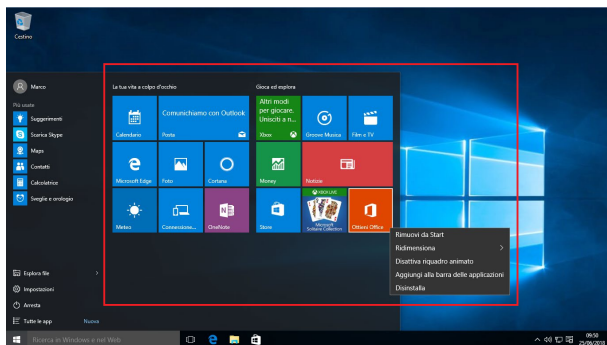 Cestino
Marco
Più usate
Suggerimenti
Scarica Skype
Maps
Contatti
Calcolatrice
Sveglie e orologio
Esplora file
Impostazioni
Arresta
Tutte le app
Nuova
La tua vita a colpo d'occhio
Calendario
Comunichiamo con Outlook
Posta
Microsoft Edge
Foto
Cortana
Meteo
Connessione...
OneNote
Gioca ed esplora
Altri modi
per giocare.
Unisciti a n...
Xbox
Groove Musica
Film e TV
Money
Notizie
Store
XBOX LIVE
Microsoft
Solitaire Collection
Ottieni Office
Rimuovi da Start
Ridimensiona
Disattiva riquadro animato
Aggiungi alla barra delle applicazioni
Disinstalla
Ricerca in Windows e nel Web
09:50
25/06/2018